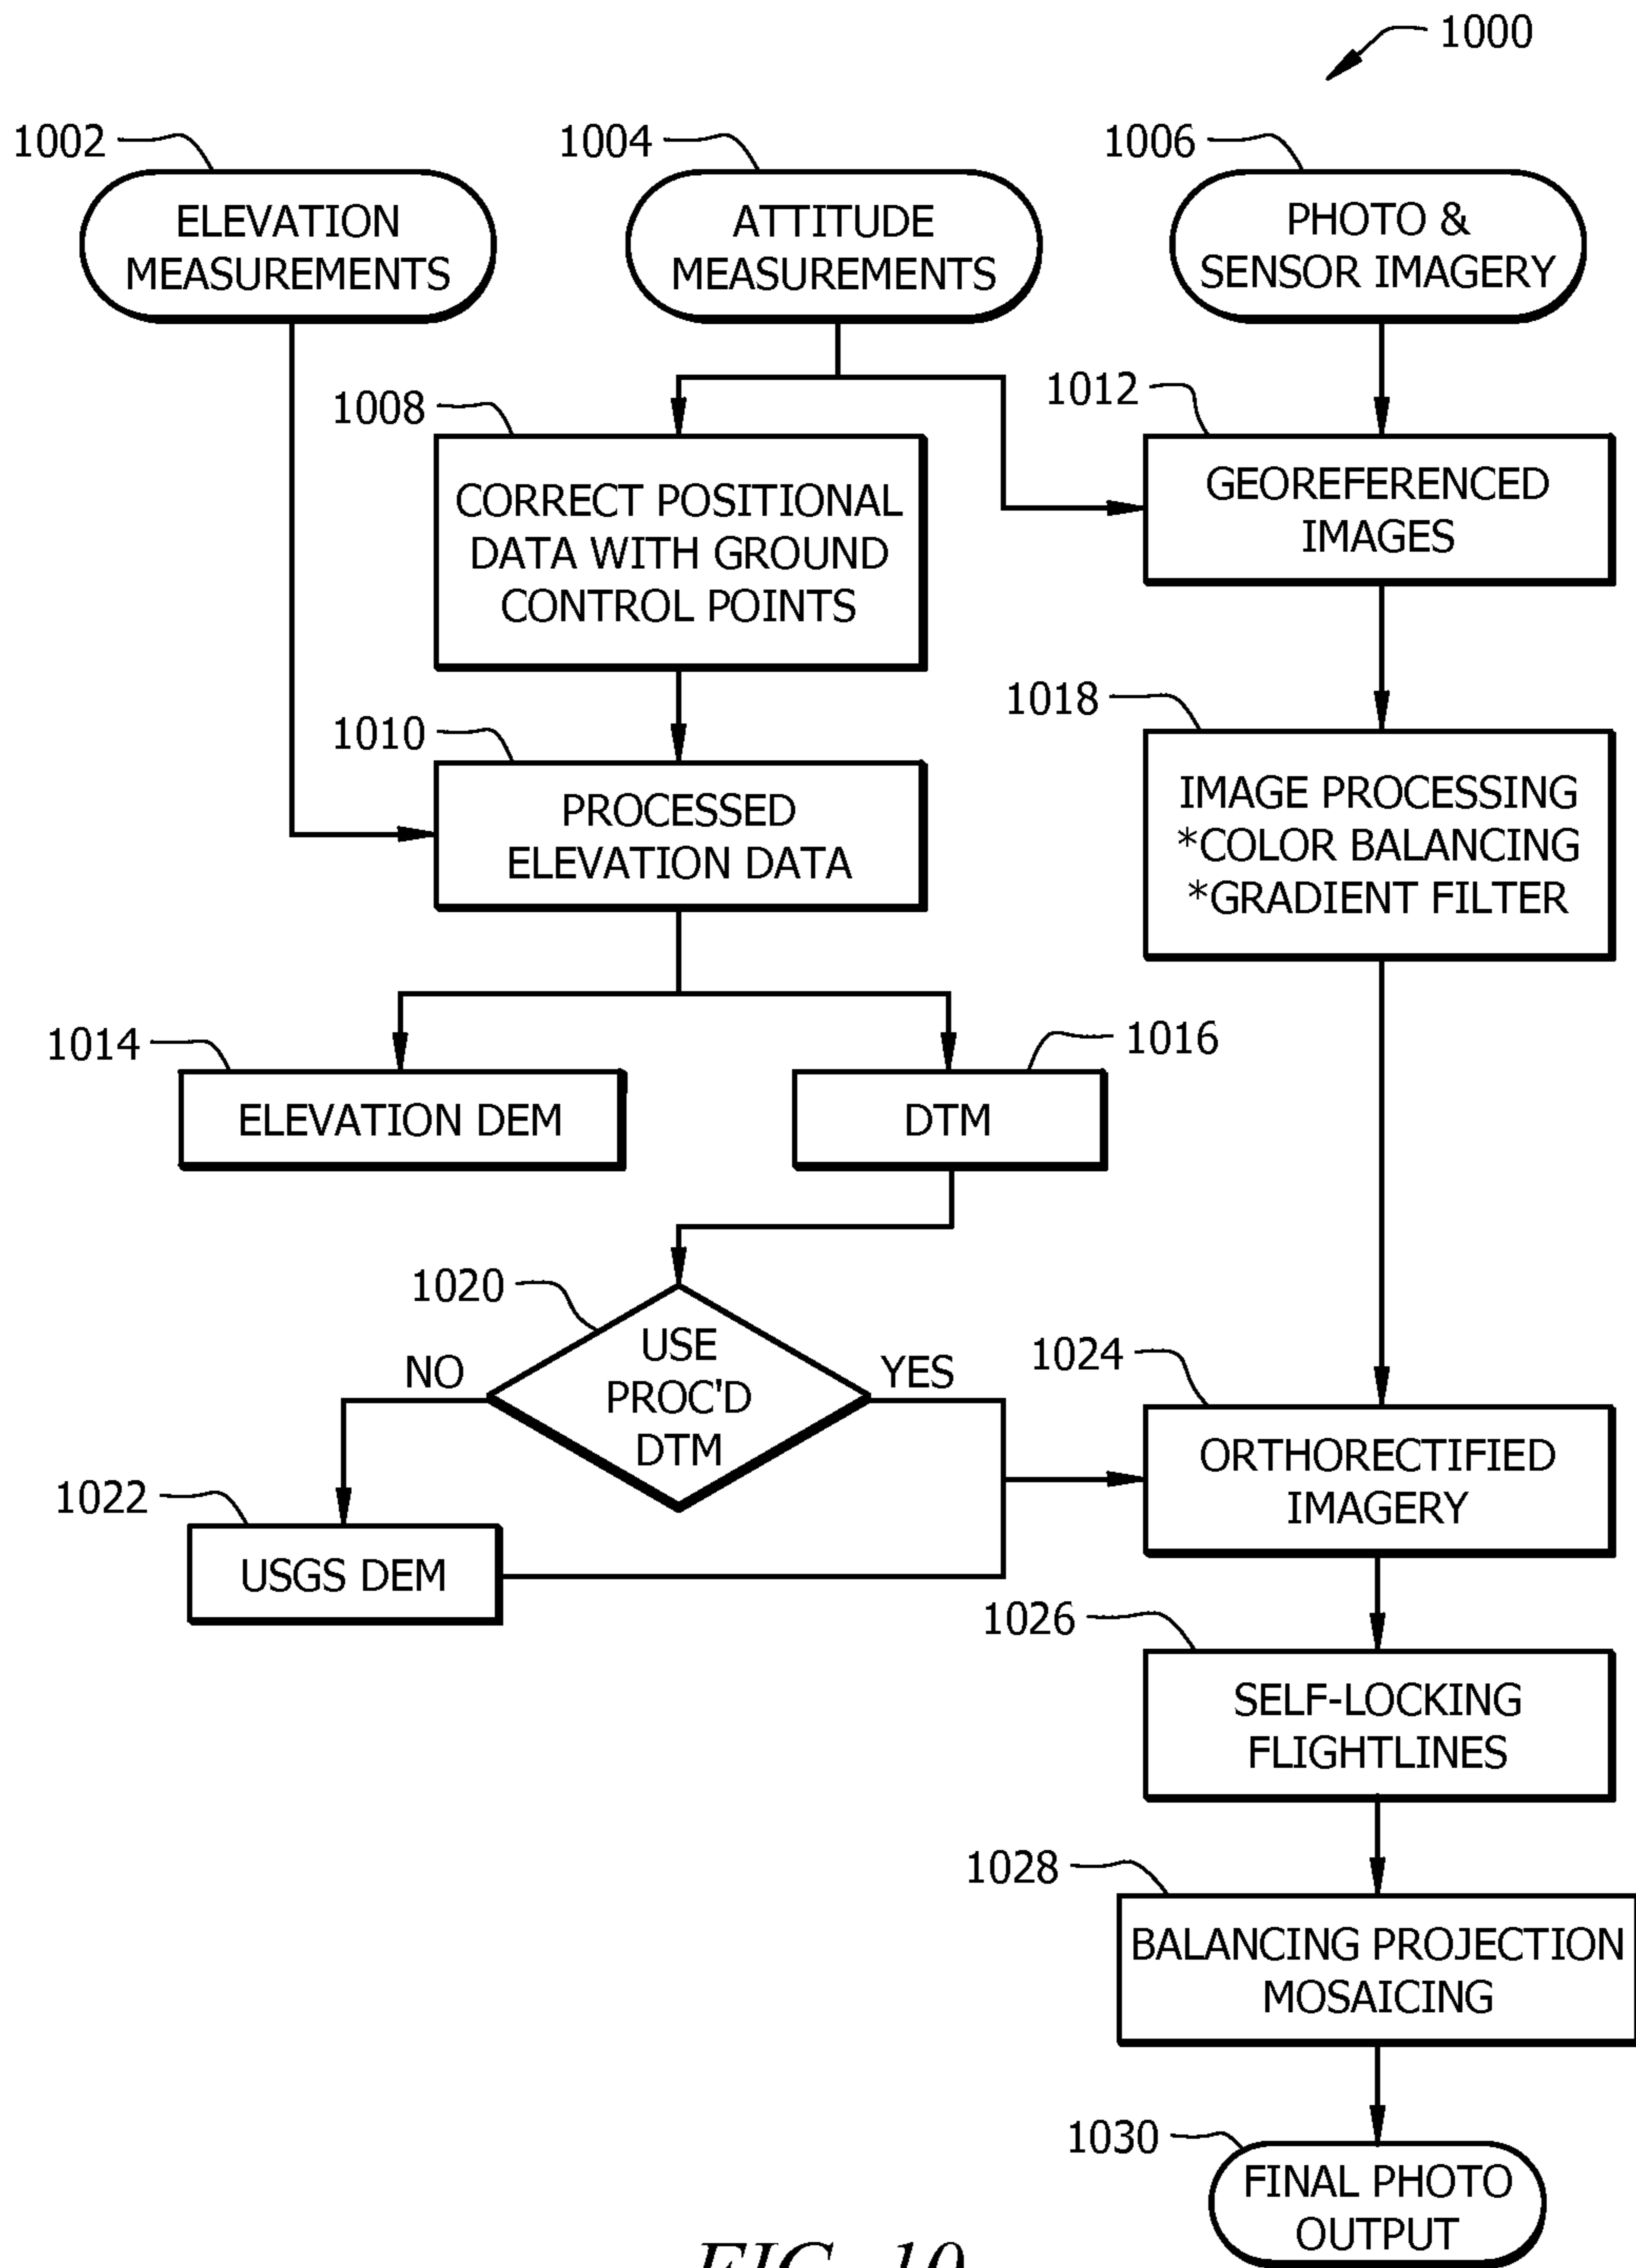 1000
1002
1004
1006
ELEVATION
MEASUREMENTS
ATTITUDE
MEASUREMENTS
PHOTO &
SENSOR IMAGERY
1008
1012
CORRECT POSITIONAL
DATA WITH GROUND
CONTROL POINTS
GEOREFERENCED
IMAGES
1010
1018
PROCESSED
ELEVATION DATA
IMAGE PROCESSING
*COLOR BALANCING
*GRADIENT FILTER
1014
1016
ELEVATION DEM
DTM
1020
NO
USE
PROC'D
DTM
YES
1024
1022
USGS DEM
ORTHORECTIFIED
IMAGERY
1026
SELF-LOCKING
FLIGHTLINES
1028
BALANCING PROJECTION
MOSAICING
1030
FINAL PHOTO
OUTPUT
FIG. 10